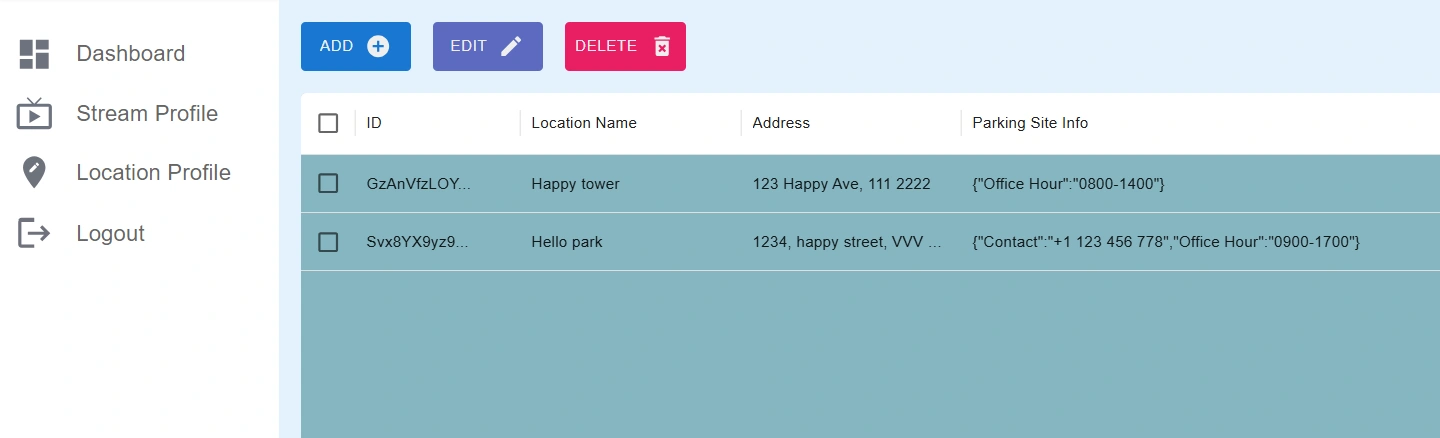 Dashboard
Stream Profile
Location Profile
Logout
ADD EDIT DELETE
ID Location Name Address Parking Site Info
GzAnVfzLOY... Happy tower 123 Happy Ave, 111 2222 {"Office Hour":"0800-1400"}
Svx8YX9yz9... Hello park 1234, happy street, VVV ... {"Contact":"+1 123 456 778","Office Hour":"0900-1700"}